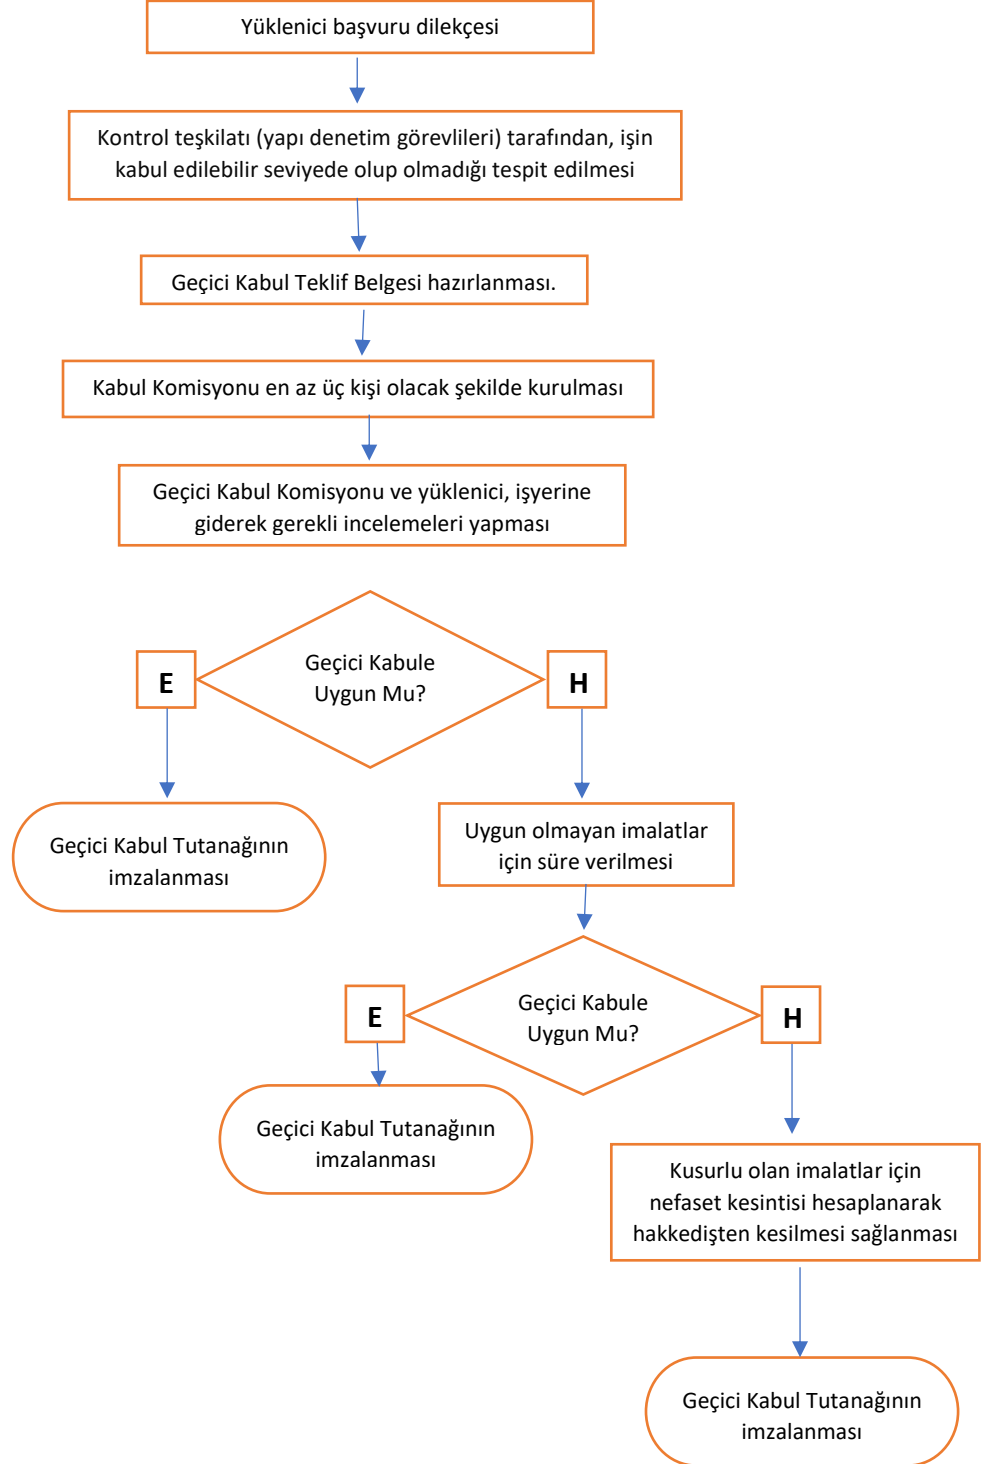 Yüklenici başvuru dilekçesi
Kontrol teşkilatı (yapı denetim görevlileri) tarafından, işin
kabul edilebilir seviyede olup olmadığı tespit edilmesi
Geçici Kabul Teklif Belgesi hazırlanması.
Kabul Komisyonu en az üç kişi olacak şekilde kurulması
Geçici Kabul Komisyonu ve yüklenici, işyerine
giderek gerekli incelemeleri yapması
Geçici Kabule
Uygun Mu?
E
H
Geçici Kabul Tutanağının
imzalanması
Uygun olmayan imalatlar
için süre verilmesi
Geçici Kabule
Uygun Mu?
E
H
Geçici Kabul Tutanağının
imzalanması
Kusurlu olan imalatlar için
nefaset kesintisi hesaplanarak
hakkedişten kesilmesi sağlanması
Geçici Kabul Tutanağının
imzalanması